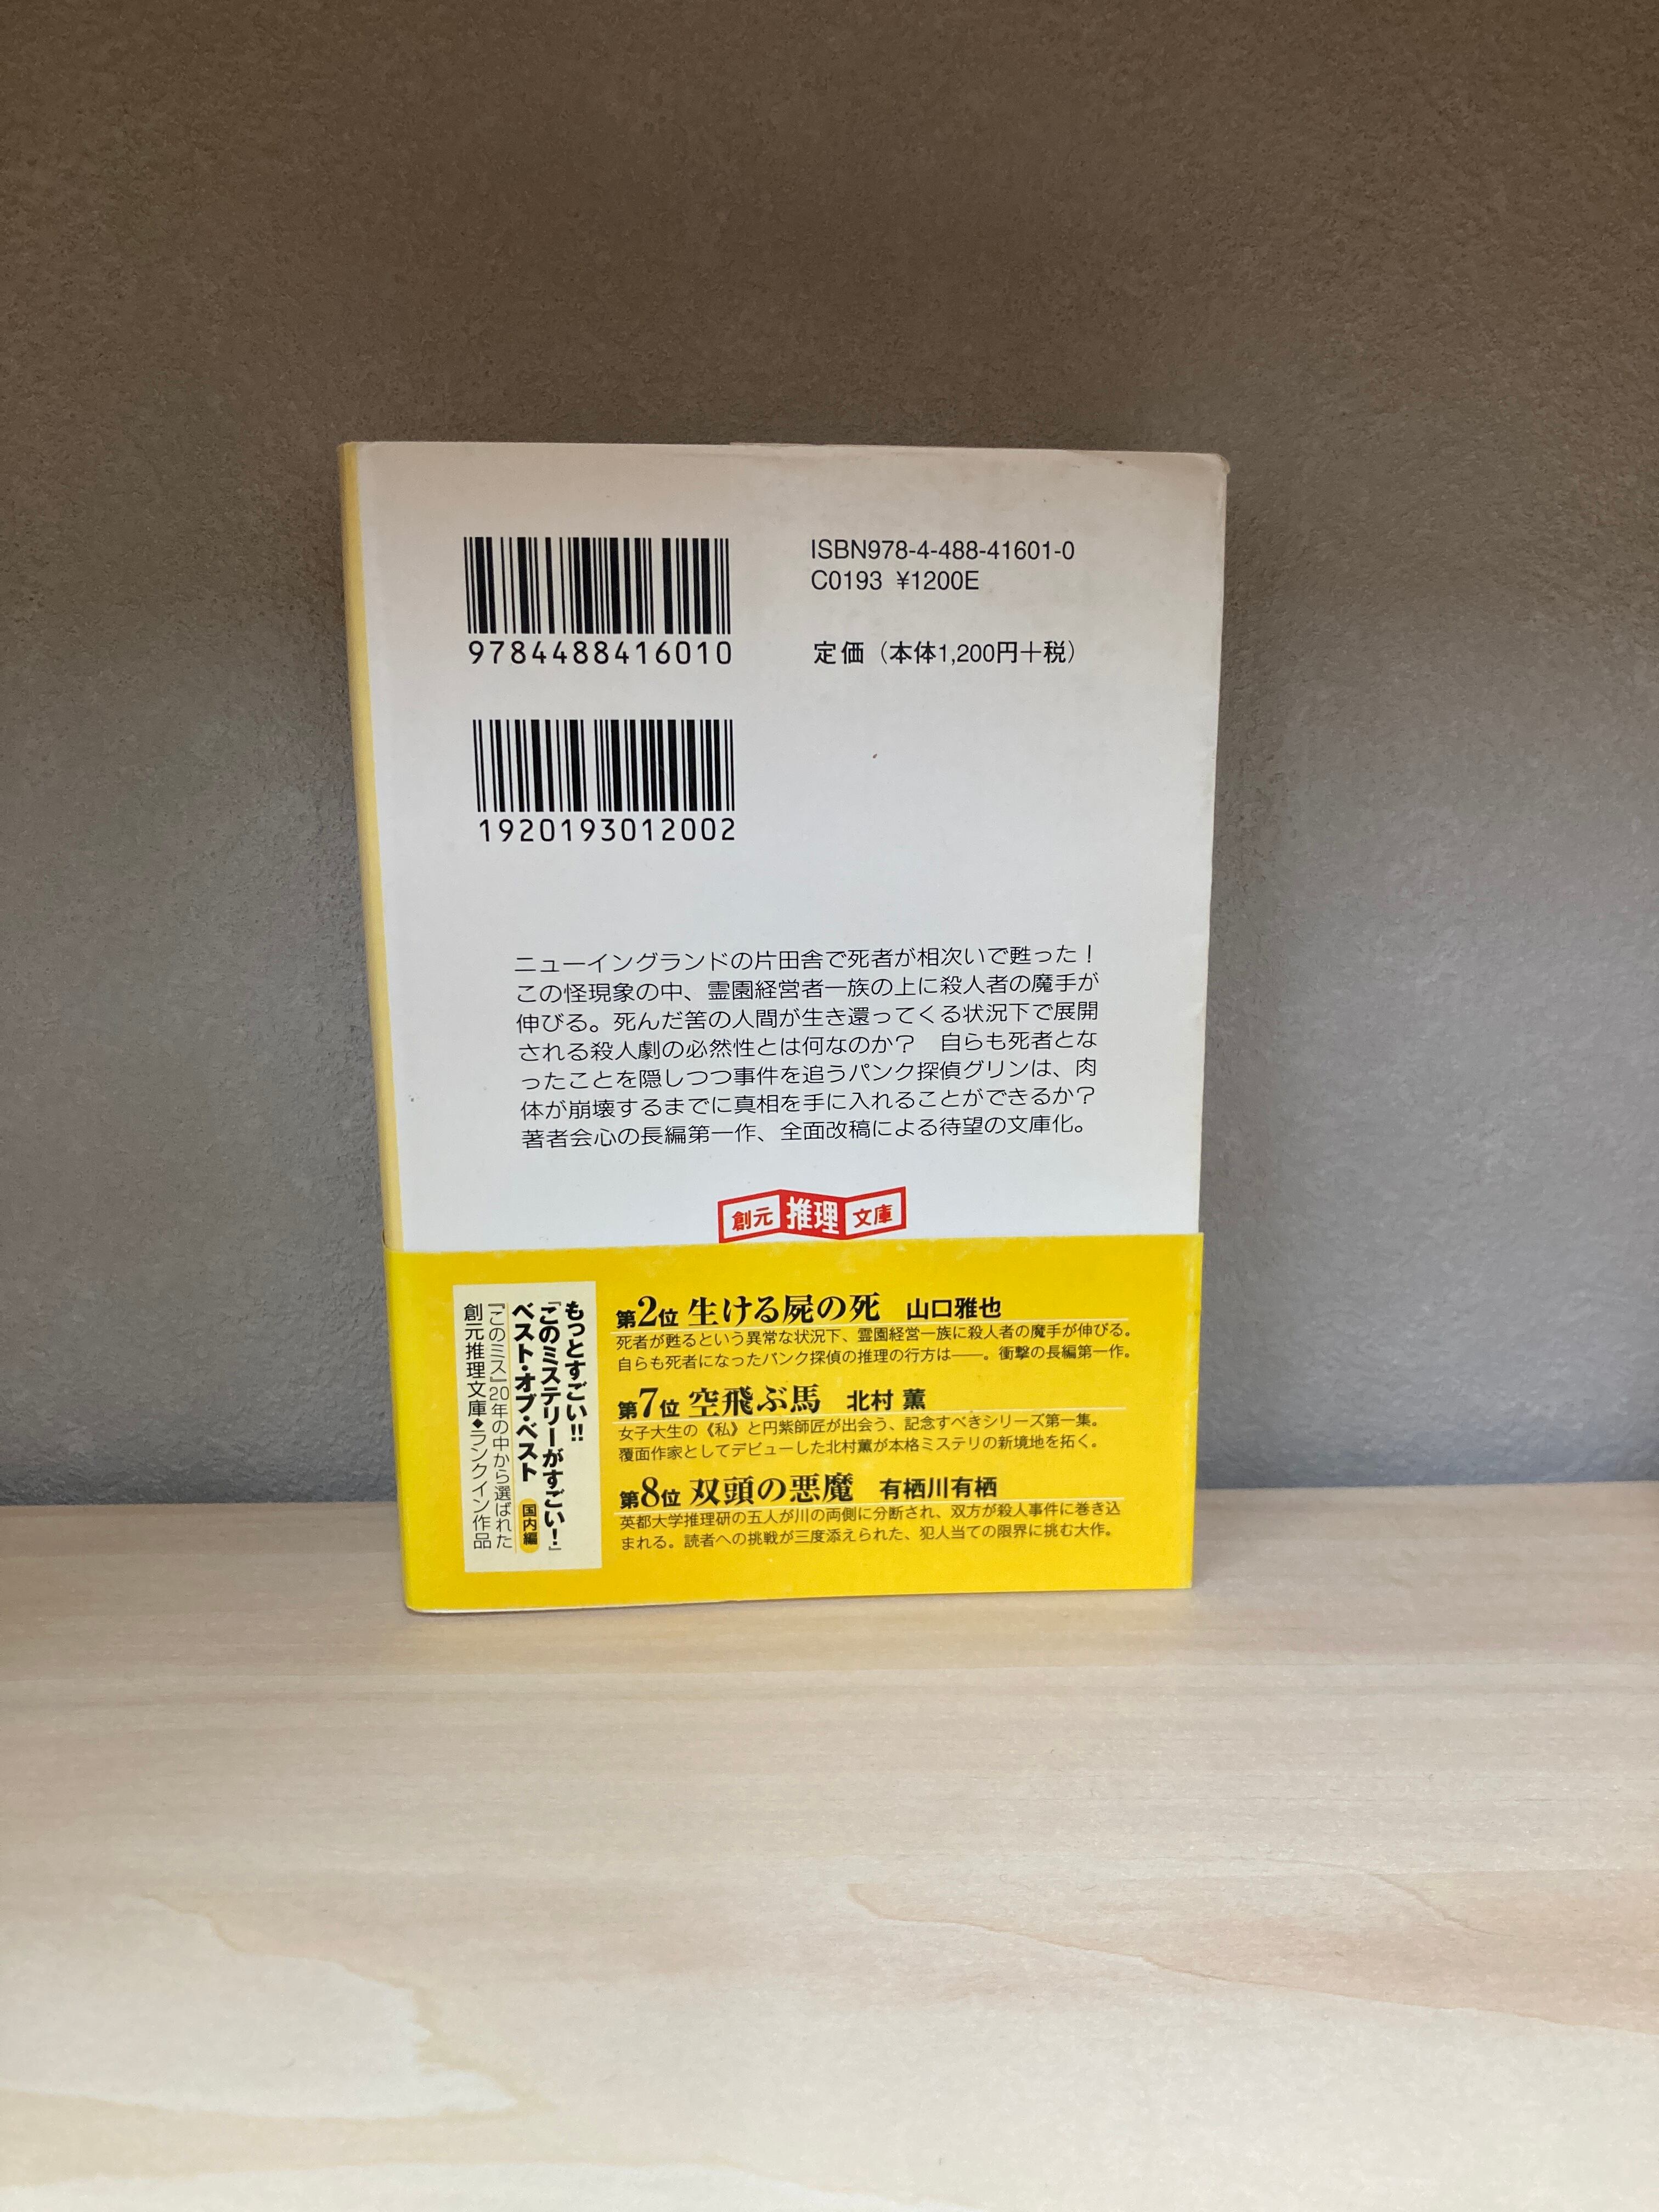 9784488416010
ISBN978-4-488-41601-0
C0193 ¥1200E
定価（本体1,200円＋税）
1920193012002
ニューイングランドの片田舎で死者が相次いで甦った！
この怪現象の中、霊園経営者一族の上に殺人者の魔手が
伸びる。死んだ筈の人間が生き還ってくる状況下で展開
される殺人劇の必然性とは何なのか？　自らも死者とな
ったことを隠しつつ事件を追うパンク探偵グリンは、肉
体が崩壊するまでに真相を手に入れることができるか？
著者会心の長編第一作、全面改稿による待望の文庫化。
創元推理文庫
もっとすごい!!
『このミステリーがすごい！』
ベスト・オブ・ベスト 国内編
『このミス』20年の中から選ばれた
創元推理文庫◆ランクイン作品
第2位 生ける屍の死 山口雅也
死者が甦るという異常な状況下、霊園経営一族に殺人者の魔手が伸びる。
自らも死者になったパンク探偵の推理の行方は――。衝撃の長編第一作。
第7位 空飛ぶ馬 北村 薫
女子大生の《私》と円紫師匠が出会う、記念すべきシリーズ第一集。
覆面作家としてデビューした北村薫が本格ミステリの新境地を拓く。
第8位 双頭の悪魔 有栖川有栖
英都大学推理研の五人が川の両側に分断され、双方が殺人事件に巻き込
まれる。読者への挑戦が三度添えられた、犯人当ての限界に挑む大作。